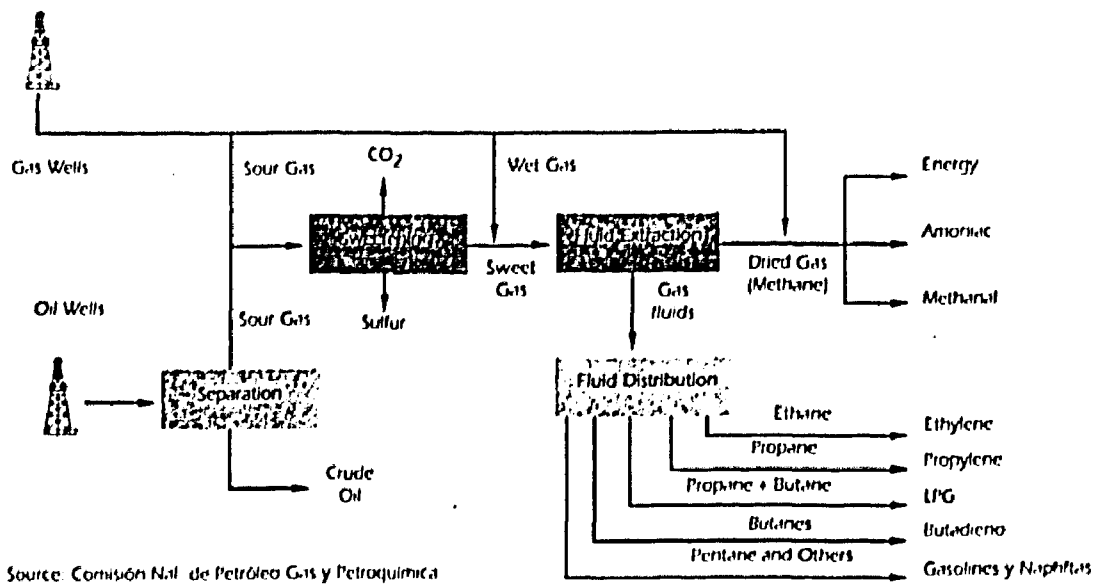 Gas Wells
Sour Gas
CO2
Wet Gas
Energy
Fluid Extraction
Amoniac
Sweet
Gas
Dried Gas
(Methane)
Gas
fluids
Methanal
Oil Wells
Sour Gas
Sulfur
Separation
Fluid Distribution
Ethane
Ethylene
Propane
Propylene
Crude
Oil
Propane + Butane
LPG
Butanes
Butadieno
Pentane and Others
Gasolines y Naphtas
Source: Comisión Nal. de Petróleo Gas y Petroquímica